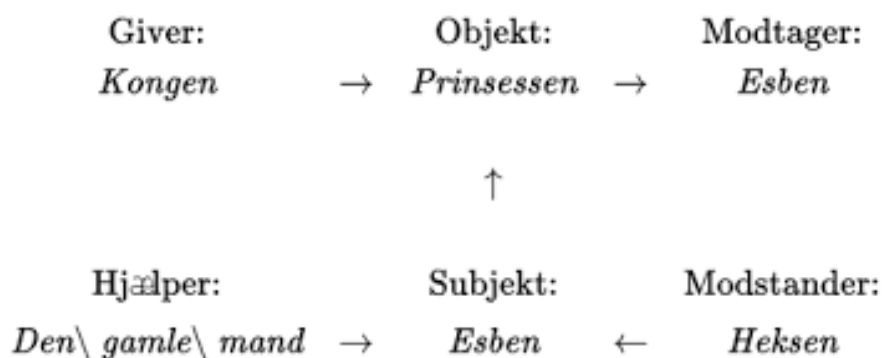 Giver: Objekt: Modtager:
Kongen → Prinsessen → Esben
↑
Hjælper: Subjekt: Modstander:
Den\ gamle\ mand → Esben ← Heksen